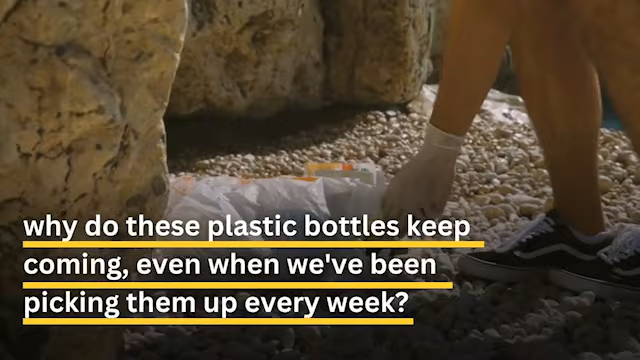 why do these plastic bottles keep
coming, even when we've been
picking them up every week?